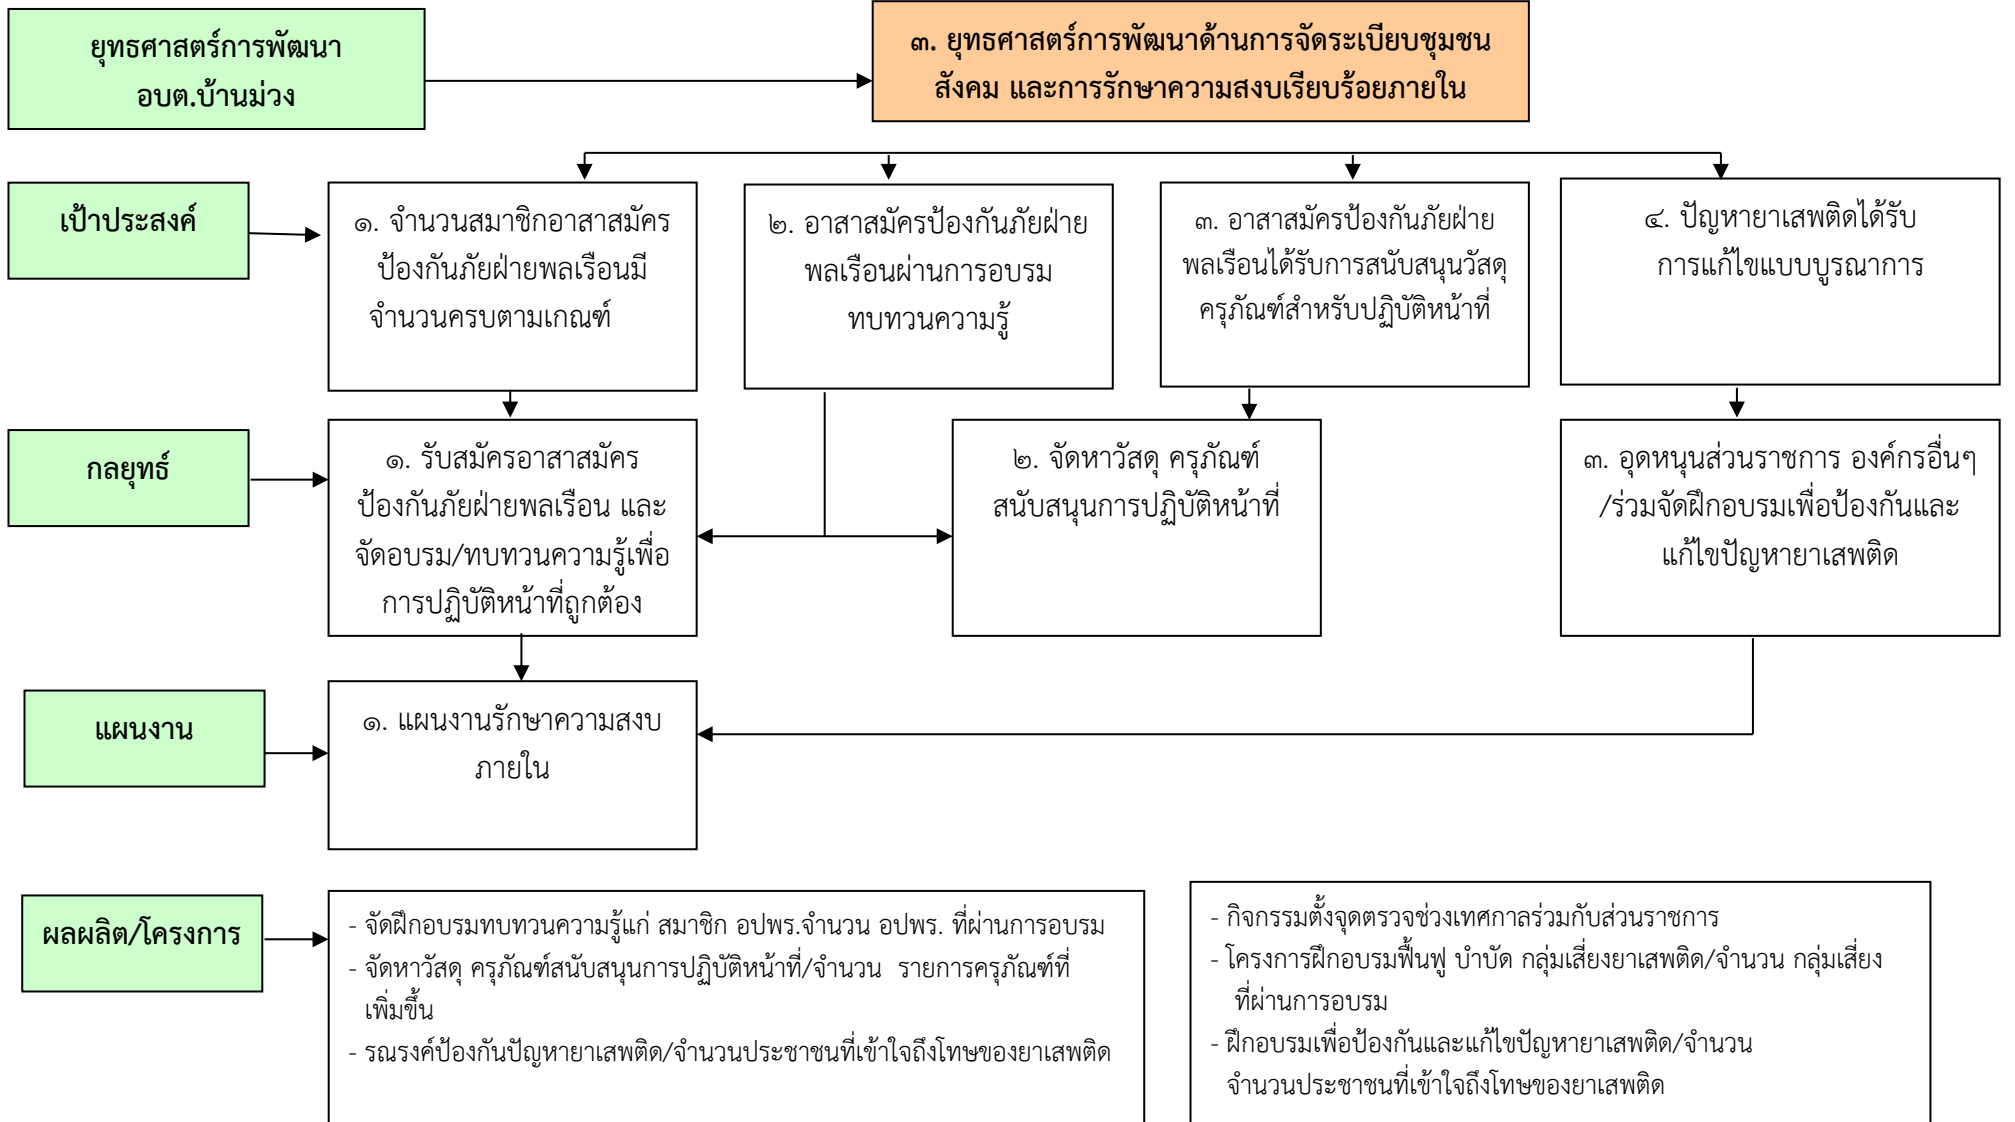 ยุทธศาสตร์การพัฒนา
อบต.บ้านม่วง
๓. ยุทธศาสตร์การพัฒนาด้านการจัดระเบียบชุมชน
สังคม และการรักษาความสงบเรียบร้อยภายใน
เป้าประสงค์
๑. จำนวนสมาชิกอาสาสมัคร
ป้องกันภัยฝ่ายพลเรือนมี
จำนวนครบตามเกณฑ์
๒. อาสาสมัครป้องกันภัยฝ่าย
พลเรือนผ่านการอบรม
ทบทวนความรู้
๓. อาสาสมัครป้องกันภัยฝ่าย
พลเรือนได้รับการสนับสนุนวัสดุ
ครุภัณฑ์สำหรับปฏิบัติหน้าที่
๔. ปัญหายาเสพติดได้รับ
การแก้ไขแบบบูรณาการ
กลยุทธ์
๑. รับสมัครอาสาสมัคร
ป้องกันภัยฝ่ายพลเรือน และ
จัดอบรม/ทบทวนความรู้เพื่อ
การปฏิบัติหน้าที่ถูกต้อง
๒. จัดหาวัสดุ ครุภัณฑ์
สนับสนุนการปฏิบัติหน้าที่
๓. อุดหนุนส่วนราชการ องค์กรอื่นๆ
/ร่วมจัดฝึกอบรมเพื่อป้องกันและ
แก้ไขปัญหายาเสพติด
แผนงาน
๑. แผนงานรักษาความสงบ
ภายใน
ผลผลิต/โครงการ
- จัดฝึกอบรมทบทวนความรู้แก่ สมาชิก อปพร.จำนวน อปพร. ที่ผ่านการอบรม
- จัดหาวัสดุ ครุภัณฑ์สนับสนุนการปฏิบัติหน้าที่/จำนวน รายการครุภัณฑ์ที่
เพิ่มขึ้น
- รณรงค์ป้องกันปัญหายาเสพติด/จำนวนประชาชนที่เข้าใจถึงโทษของยาเสพติด
- กิจกรรมตั้งจุดตรวจช่วงเทศกาลร่วมกับส่วนราชการ
- โครงการฝึกอบรมฟื้นฟู บำบัด กลุ่มเสี่ยงยาเสพติด/จำนวน กลุ่มเสี่ยง
ที่ผ่านการอบรม
- ฝึกอบรมเพื่อป้องกันและแก้ไขปัญหายาเสพติด/จำนวน
จำนวนประชาชนที่เข้าใจถึงโทษของยาเสพติด